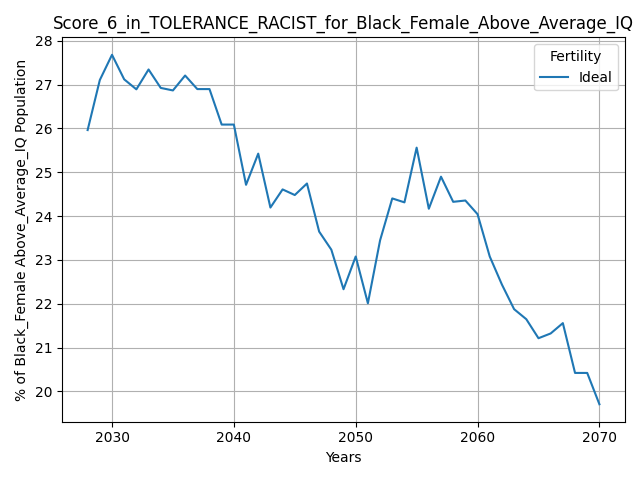 Score_6_in_TOLERANCE_RACIST_for_Black_Female_Above_Average_IQ
% of Black_Female Above_Average_IQ Population
28
27
26
25
24
23
22
21
20
Fertility
Ideal
2030 2040 2050 2060 2070
Years